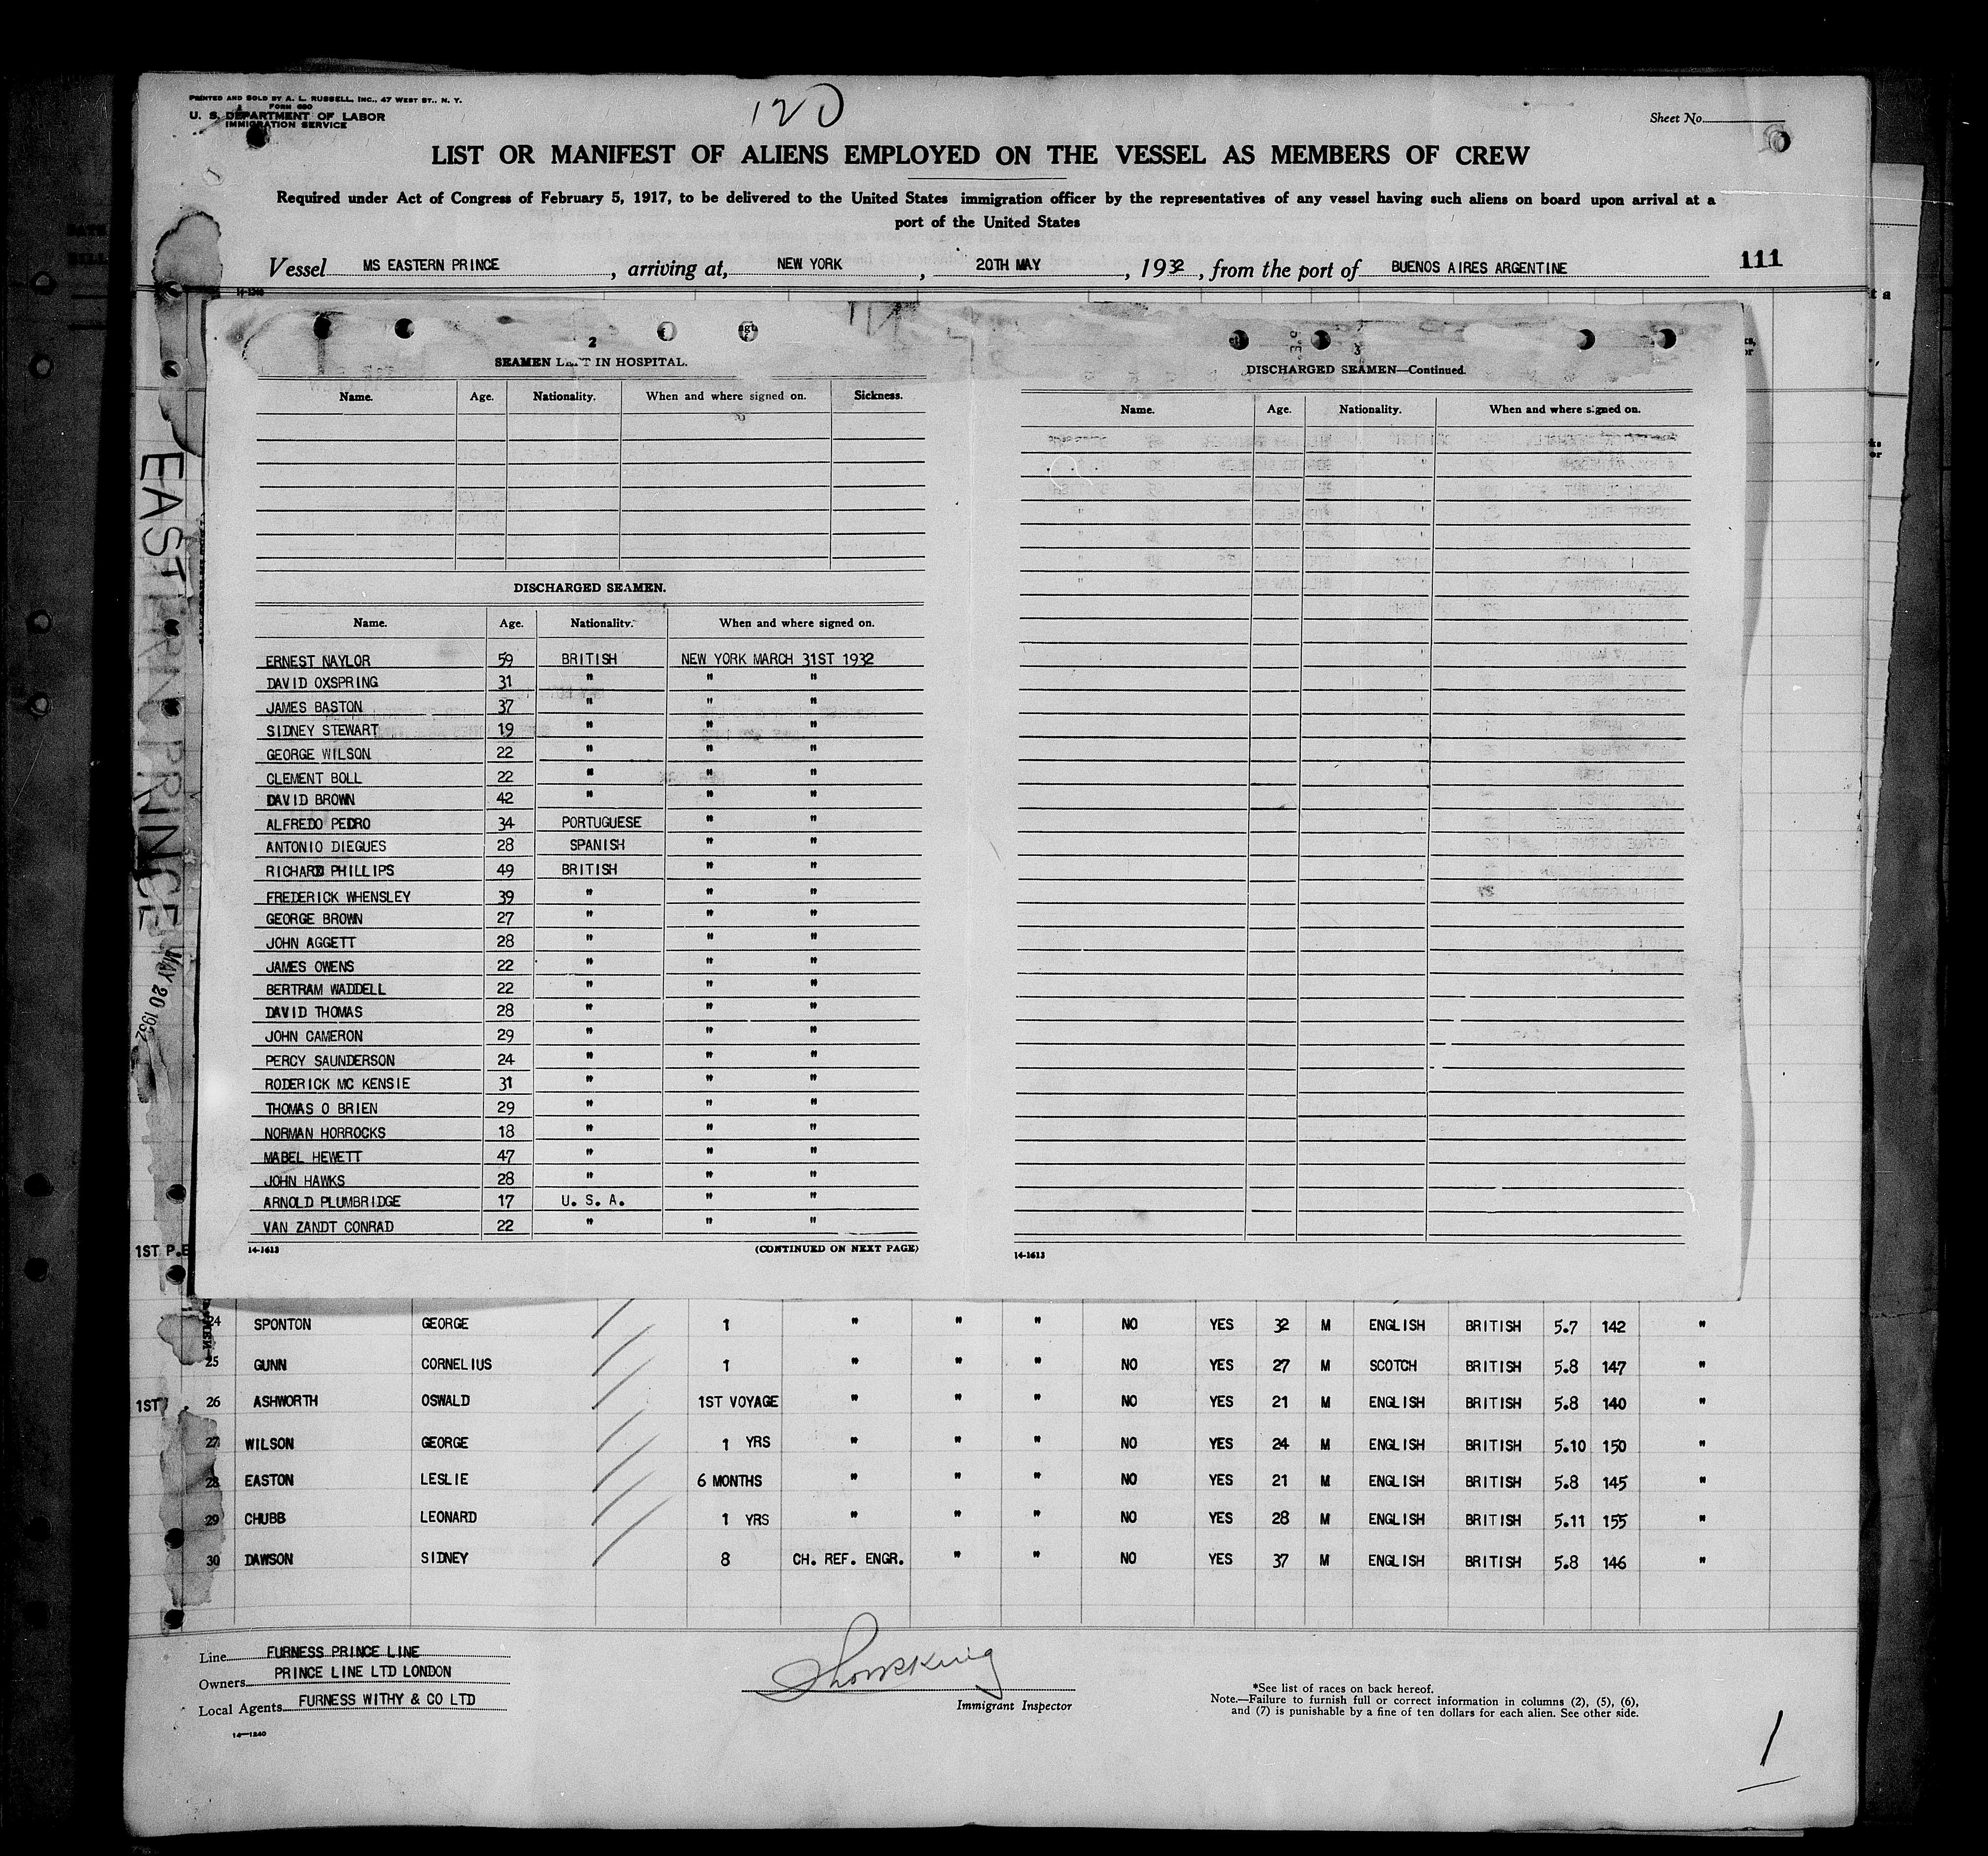 PRINTED AND SOLD BY A. L. RUSSELL, INC., 47 WEST ST., N. Y.
FORM 680
U. S. DEPARTMENT OF LABOR
IMMIGRATION SERVICE
120
Sheet No.
LIST OR MANIFEST OF ALIENS EMPLOYED ON THE VESSEL AS MEMBERS OF CREW
Required under Act of Congress of February 5, 1917, to be delivered to the United States immigration officer by the representatives of any vessel having such aliens on board upon arrival at a
port of the United States
Vessel MS EASTERN PRINCE, arriving at, NEW YORK, 20TH MAY, 1932, from the port of BUENOS AIRES ARGENTINE 111
14-1240
2
SEAMEN LEFT IN HOSPITAL.
Name. Age. Nationality. When and where signed on. Sickness.
DISCHARGED SEAMEN.
Name. Age. Nationality. When and where signed on.
ERNEST NAYLOR 59 BRITISH NEW YORK MARCH 31ST 1932
DAVID OXSPRING 31 " " "
JAMES BASTON 37 " " "
SIDNEY STEWART 19 " " "
GEORGE WILSON 22 " " "
CLEMENT BOLL 22 " " "
DAVID BROWN 42 " " "
ALFREDO PEDRO 34 PORTUGUESE " "
ANTONIO DIEGUES 28 SPANISH " "
RICHARD PHILLIPS 49 BRITISH " "
FREDERICK WHENSLEY 39 " " "
GEORGE BROWN 27 " " "
JOHN AGGETT 28 " " "
JAMES OWENS 22 " " "
BERTRAM WADDELL 22 " " "
DAVID THOMAS 28 " " "
JOHN CAMERON 29 " " "
PERCY SAUNDERSON 24 " " "
RODERICK MC KENSIE 31 " " "
THOMAS O BRIEN 29 " " "
NORMAN HORROCKS 18 " " "
MABEL HEWETT 47 " " "
JOHN HAWKS 28 " " "
ARNOLD PLUMBRIDGE 17 U. S. A. " "
VAN ZANDT CONRAD 22 " " "
14-1613 (CONTINUED ON NEXT PAGE)
3
DISCHARGED SEAMEN—Continued.
Name. Age. Nationality. When and where signed on.
14-1613
EASTERN PRINCE
MAY 20 1932
1ST P.E
24 SPONTON GEORGE 1 " " " NO YES 32 M ENGLISH BRITISH 5.7 142 "
25 GUNN CORNELIUS 1 " " " NO YES 27 M SCOTCH BRITISH 5.8 147 "
1ST
26 ASHWORTH OSWALD 1ST VOYAGE " " " NO YES 21 M ENGLISH BRITISH 5.8 140 "
27 WILSON GEORGE 1 YRS " " " NO YES 24 M ENGLISH BRITISH 5.10 150 "
28 EASTON LESLIE 6 MONTHS " " " NO YES 21 M ENGLISH BRITISH 5.8 145 "
29 CHUBB LEONARD 1 YRS " " " NO YES 28 M ENGLISH BRITISH 5.11 155 "
30 DAWSON SIDNEY 8 CH. REF. ENGR. " " NO YES 37 M ENGLISH BRITISH 5.8 146 "
Line FURNESS PRINCE LINE
Owners PRINCE LINE LTD LONDON
Local Agents FURNESS WITHY & CO LTD
14—1240
Immigrant Inspector
*See list of races on back hereof.
Note.—Failure to furnish full or correct information in columns (2), (5), (6),
and (7) is punishable by a fine of ten dollars for each alien. See other side.
1